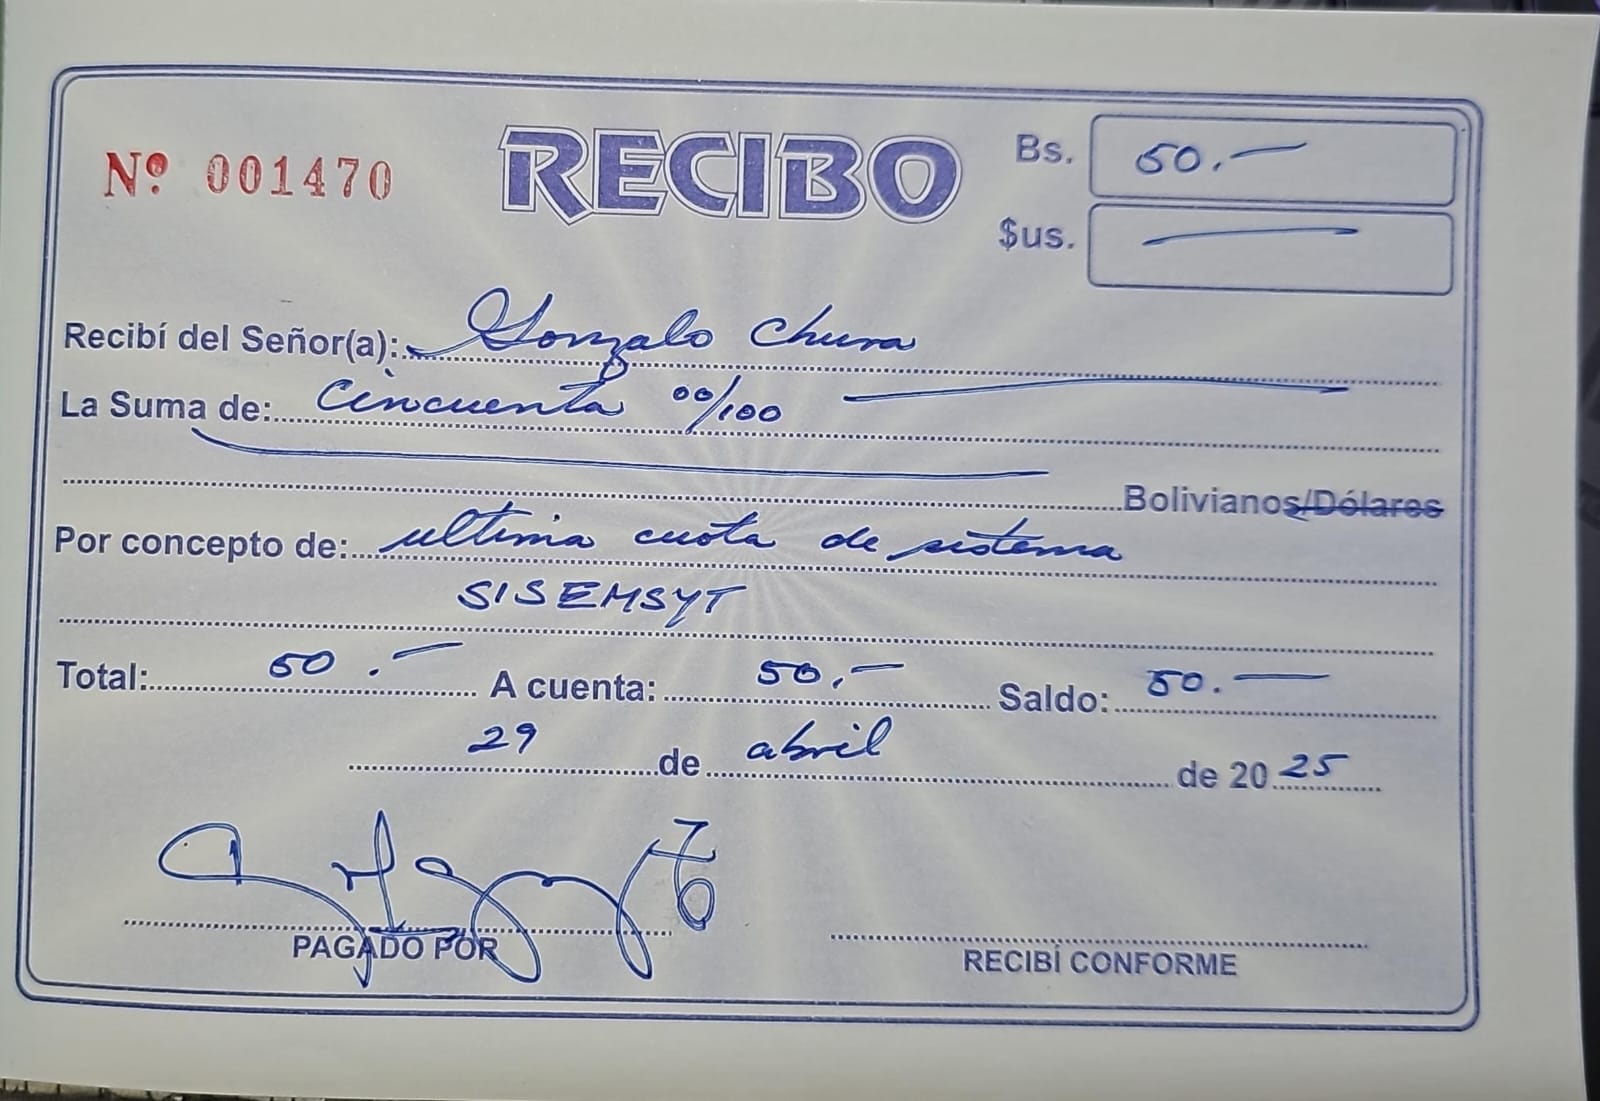 Nº 001470
RECIBO
Bs. 50.-
$us. -
Recibí del Señor(a): Gonzalo Chura
La Suma de: Cincuenta 00/100
Bolivianos/Dólares
Por concepto de: ultima cuota de sistema
SISEMSYT
Total: 50.- A cuenta: 50.- Saldo: 50.-
29 de abril de 2025
PAGADO POR
RECIBÍ CONFORME